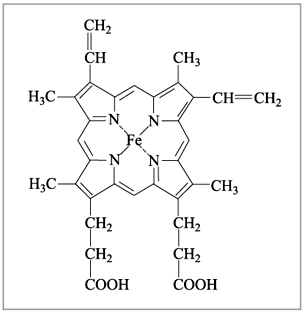 CH2
CH CH3
H3C CH=CH2
N N
Fe
N N
H3C CH3
CH2 CH2
CH2 CH2
COOH COOH